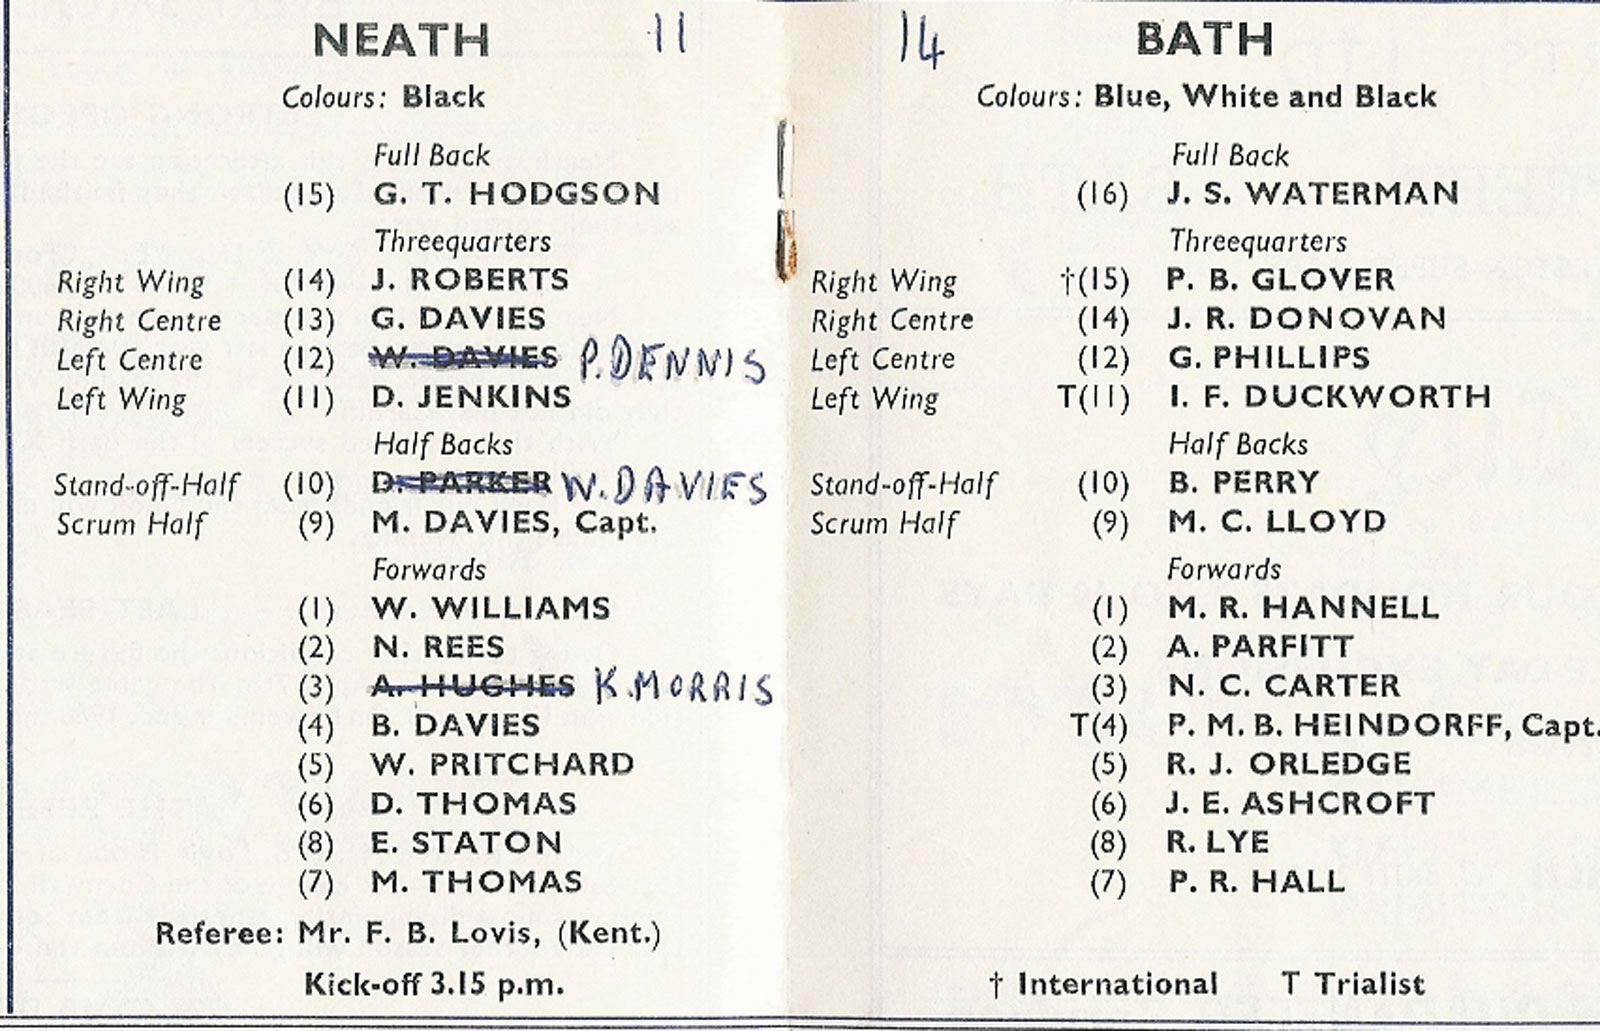 NEATH 11
Colours: Black
Full Back
(15) G. T. HODGSON
Threequarters
Right Wing (14) J. ROBERTS
Right Centre (13) G. DAVIES
Left Centre (12) W. DAVIES P. DENNIS
Left Wing (11) D. JENKINS
Half Backs
Stand-off-Half (10) D. PARKER W. DAVIES
Scrum Half (9) M. DAVIES, Capt.
Forwards
(1) W. WILLIAMS
(2) N. REES
(3) A. HUGHES K. MORRIS
(4) B. DAVIES
(5) W. PRITCHARD
(6) D. THOMAS
(8) E. STATON
(7) M. THOMAS
Referee: Mr. F. B. Lovis, (Kent.)
Kick-off 3.15 p.m.
14 BATH
Colours: Blue, White and Black
Full Back
(16) J. S. WATERMAN
Threequarters
Right Wing †(15) P. B. GLOVER
Right Centre (14) J. R. DONOVAN
Left Centre (12) G. PHILLIPS
Left Wing T(11) I. F. DUCKWORTH
Half Backs
Stand-off-Half (10) B. PERRY
Scrum Half (9) M. C. LLOYD
Forwards
(1) M. R. HANNELL
(2) A. PARFITT
(3) N. C. CARTER
T(4) P. M. B. HEINDORFF, Capt.
(5) R. J. ORLEDGE
(6) J. E. ASHCROFT
(8) R. LYE
(7) P. R. HALL
† International T Trialist